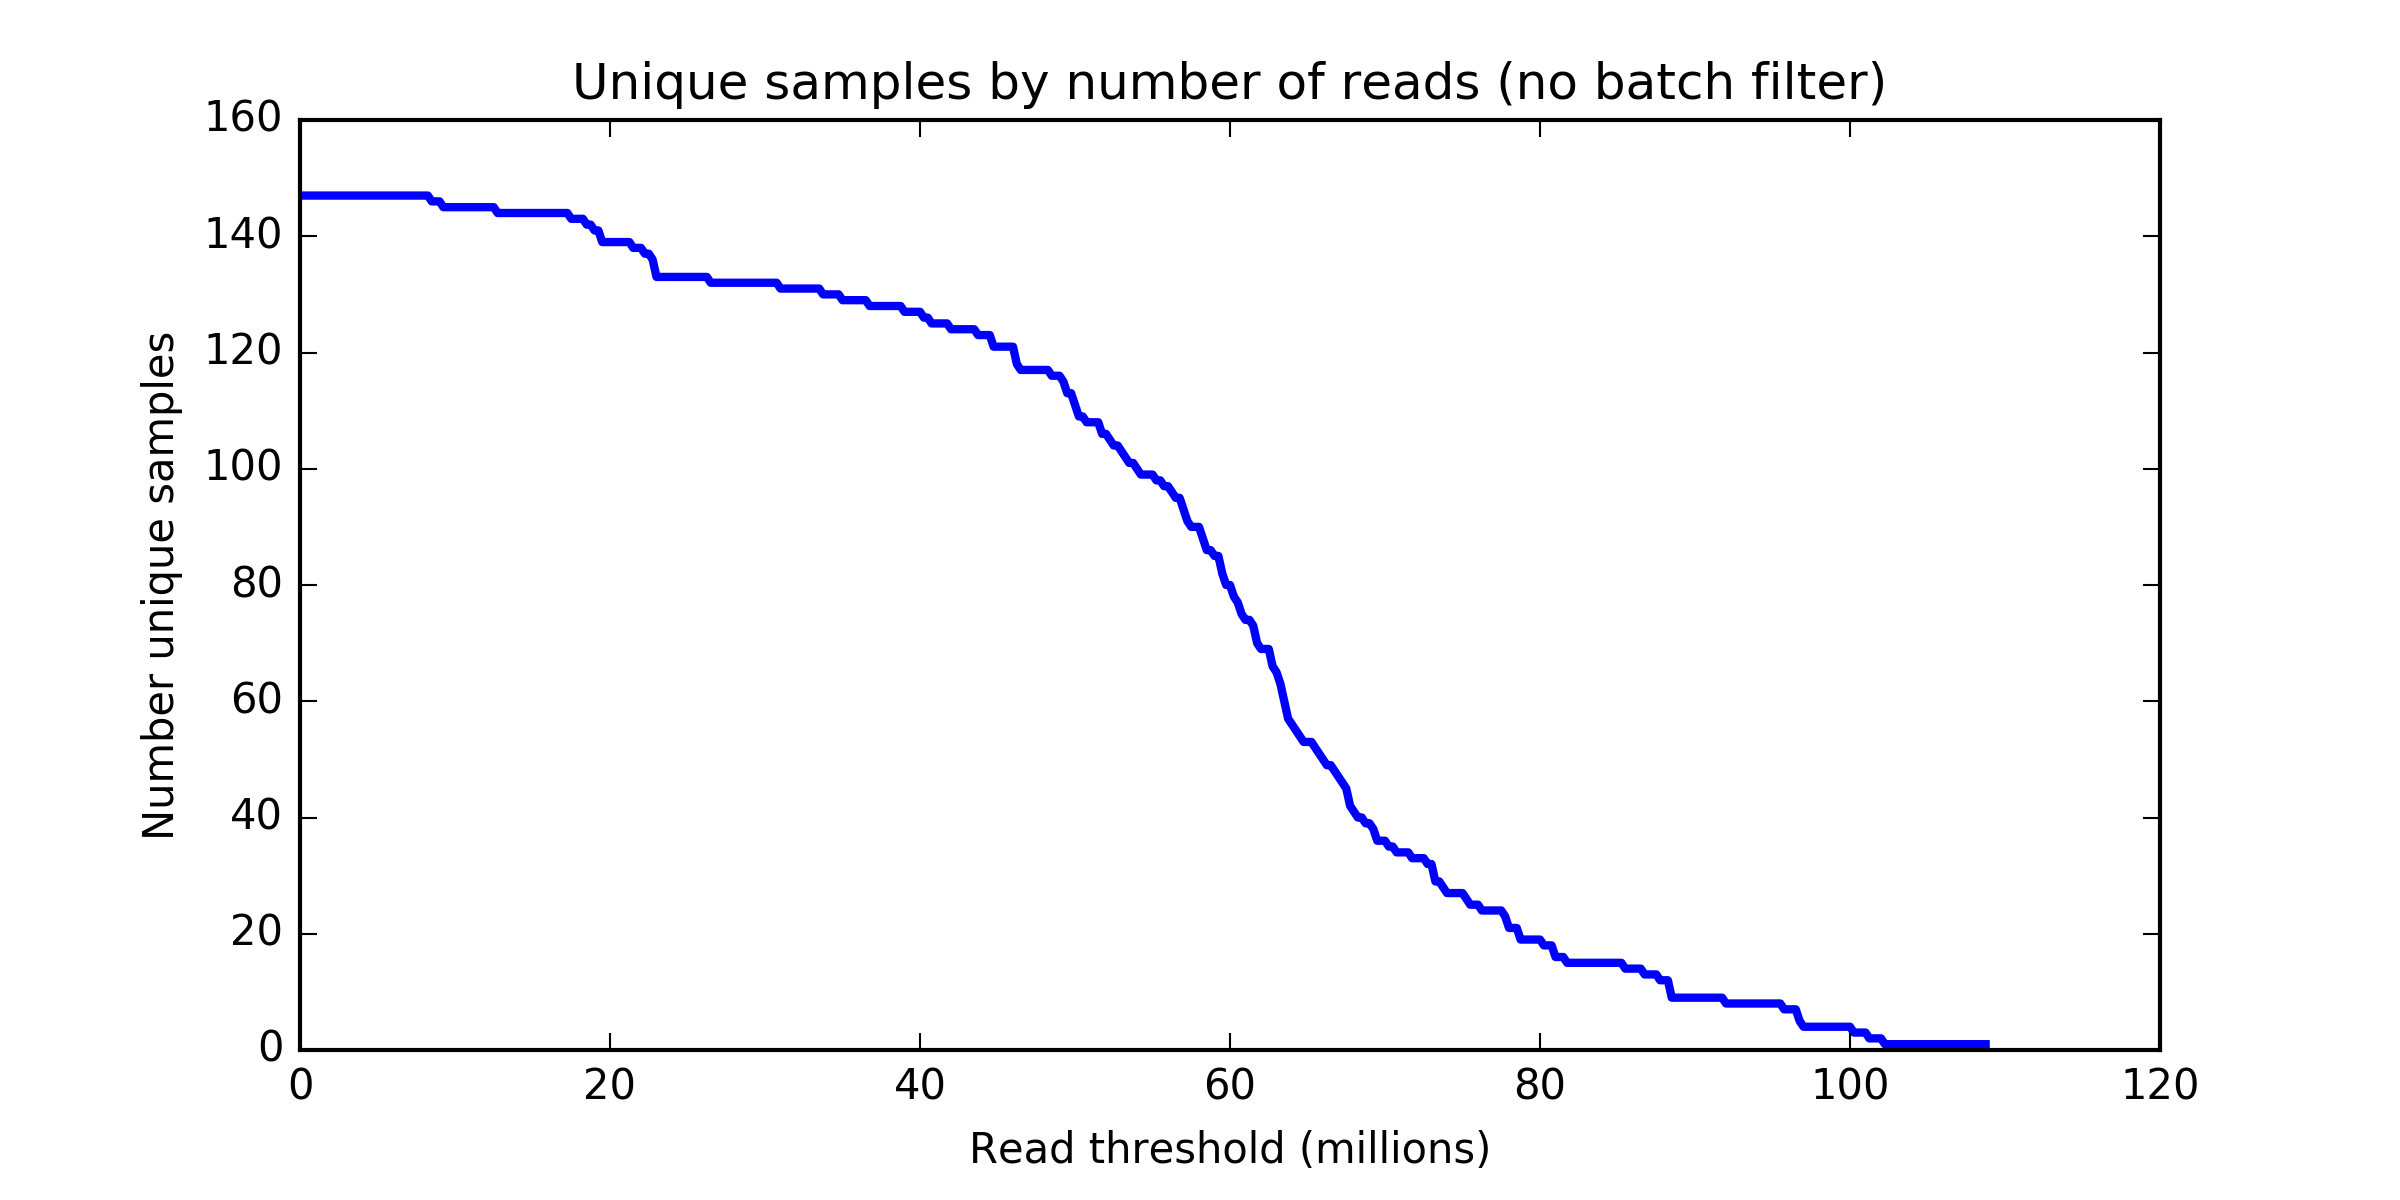 Unique samples by number of reads (no batch filter)
160
140
120
100
80
60
40
20
0
Number unique samples
0 20 40 60 80 100 120
Read threshold (millions)